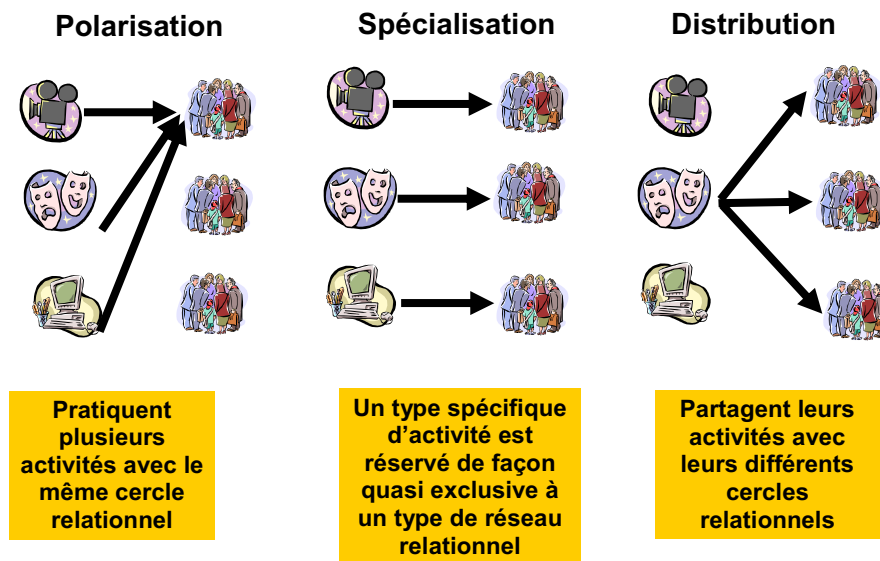 Polarisation
Spécialisation
Distribution
Pratiquent
plusieurs
activités avec le
même cercle
relationnel
Un type spécifique
d'activité est
réservé de façon
quasi exclusive à
un type de réseau
relationnel
Partagent leurs
activités avec
leurs différents
cercles
relationnels